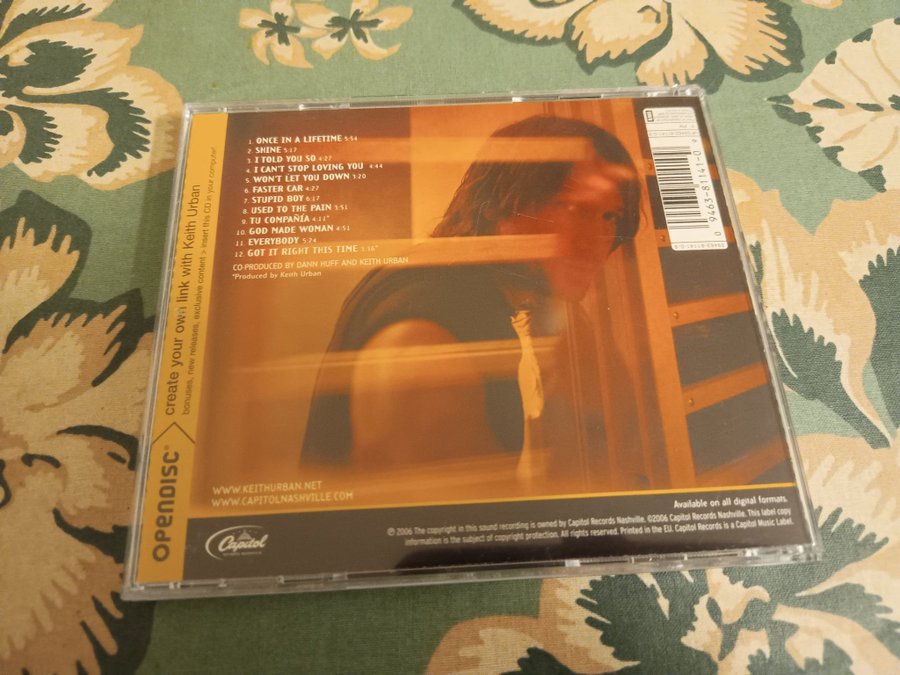 1. ONCE IN A LIFETIME 5:54
2. SHINE 5:17
3. I TOLD YOU SO 4:27
4. I CAN'T STOP LOVING YOU 4:44
5. WON'T LET YOU DOWN 3:20
6. FASTER CAR 4:27
7. STUPID BOY 6:17
8. USED TO THE PAIN 3:51
9. TU COMPAÑÍA 4:11*
10. GOD MADE WOMAN 4:51
11. EVERYBODY 5:24
12. GOT IT RIGHT THIS TIME
CO-PRODUCED BY DANN HUFF AND KEITH URBAN
*Produced by Keith Urban
WWW.KEITHURBAN.NET
WWW.CAPITOLNASHVILLE.COM
OPENDISC® create your own link with Keith Urban
bonuses, new releases, exclusive content > insert this CD in your computer!
0 9463-81141-0 9
Available on all digital formats.
Capitol
℗ 2006 The copyright in this sound recording is owned by Capitol Records Nashville. ©2006 Capitol Records Nashville. This label copy
information is the subject of copyright protection. All rights reserved. Printed in the EU. Capitol Records is a Capitol Music Label.